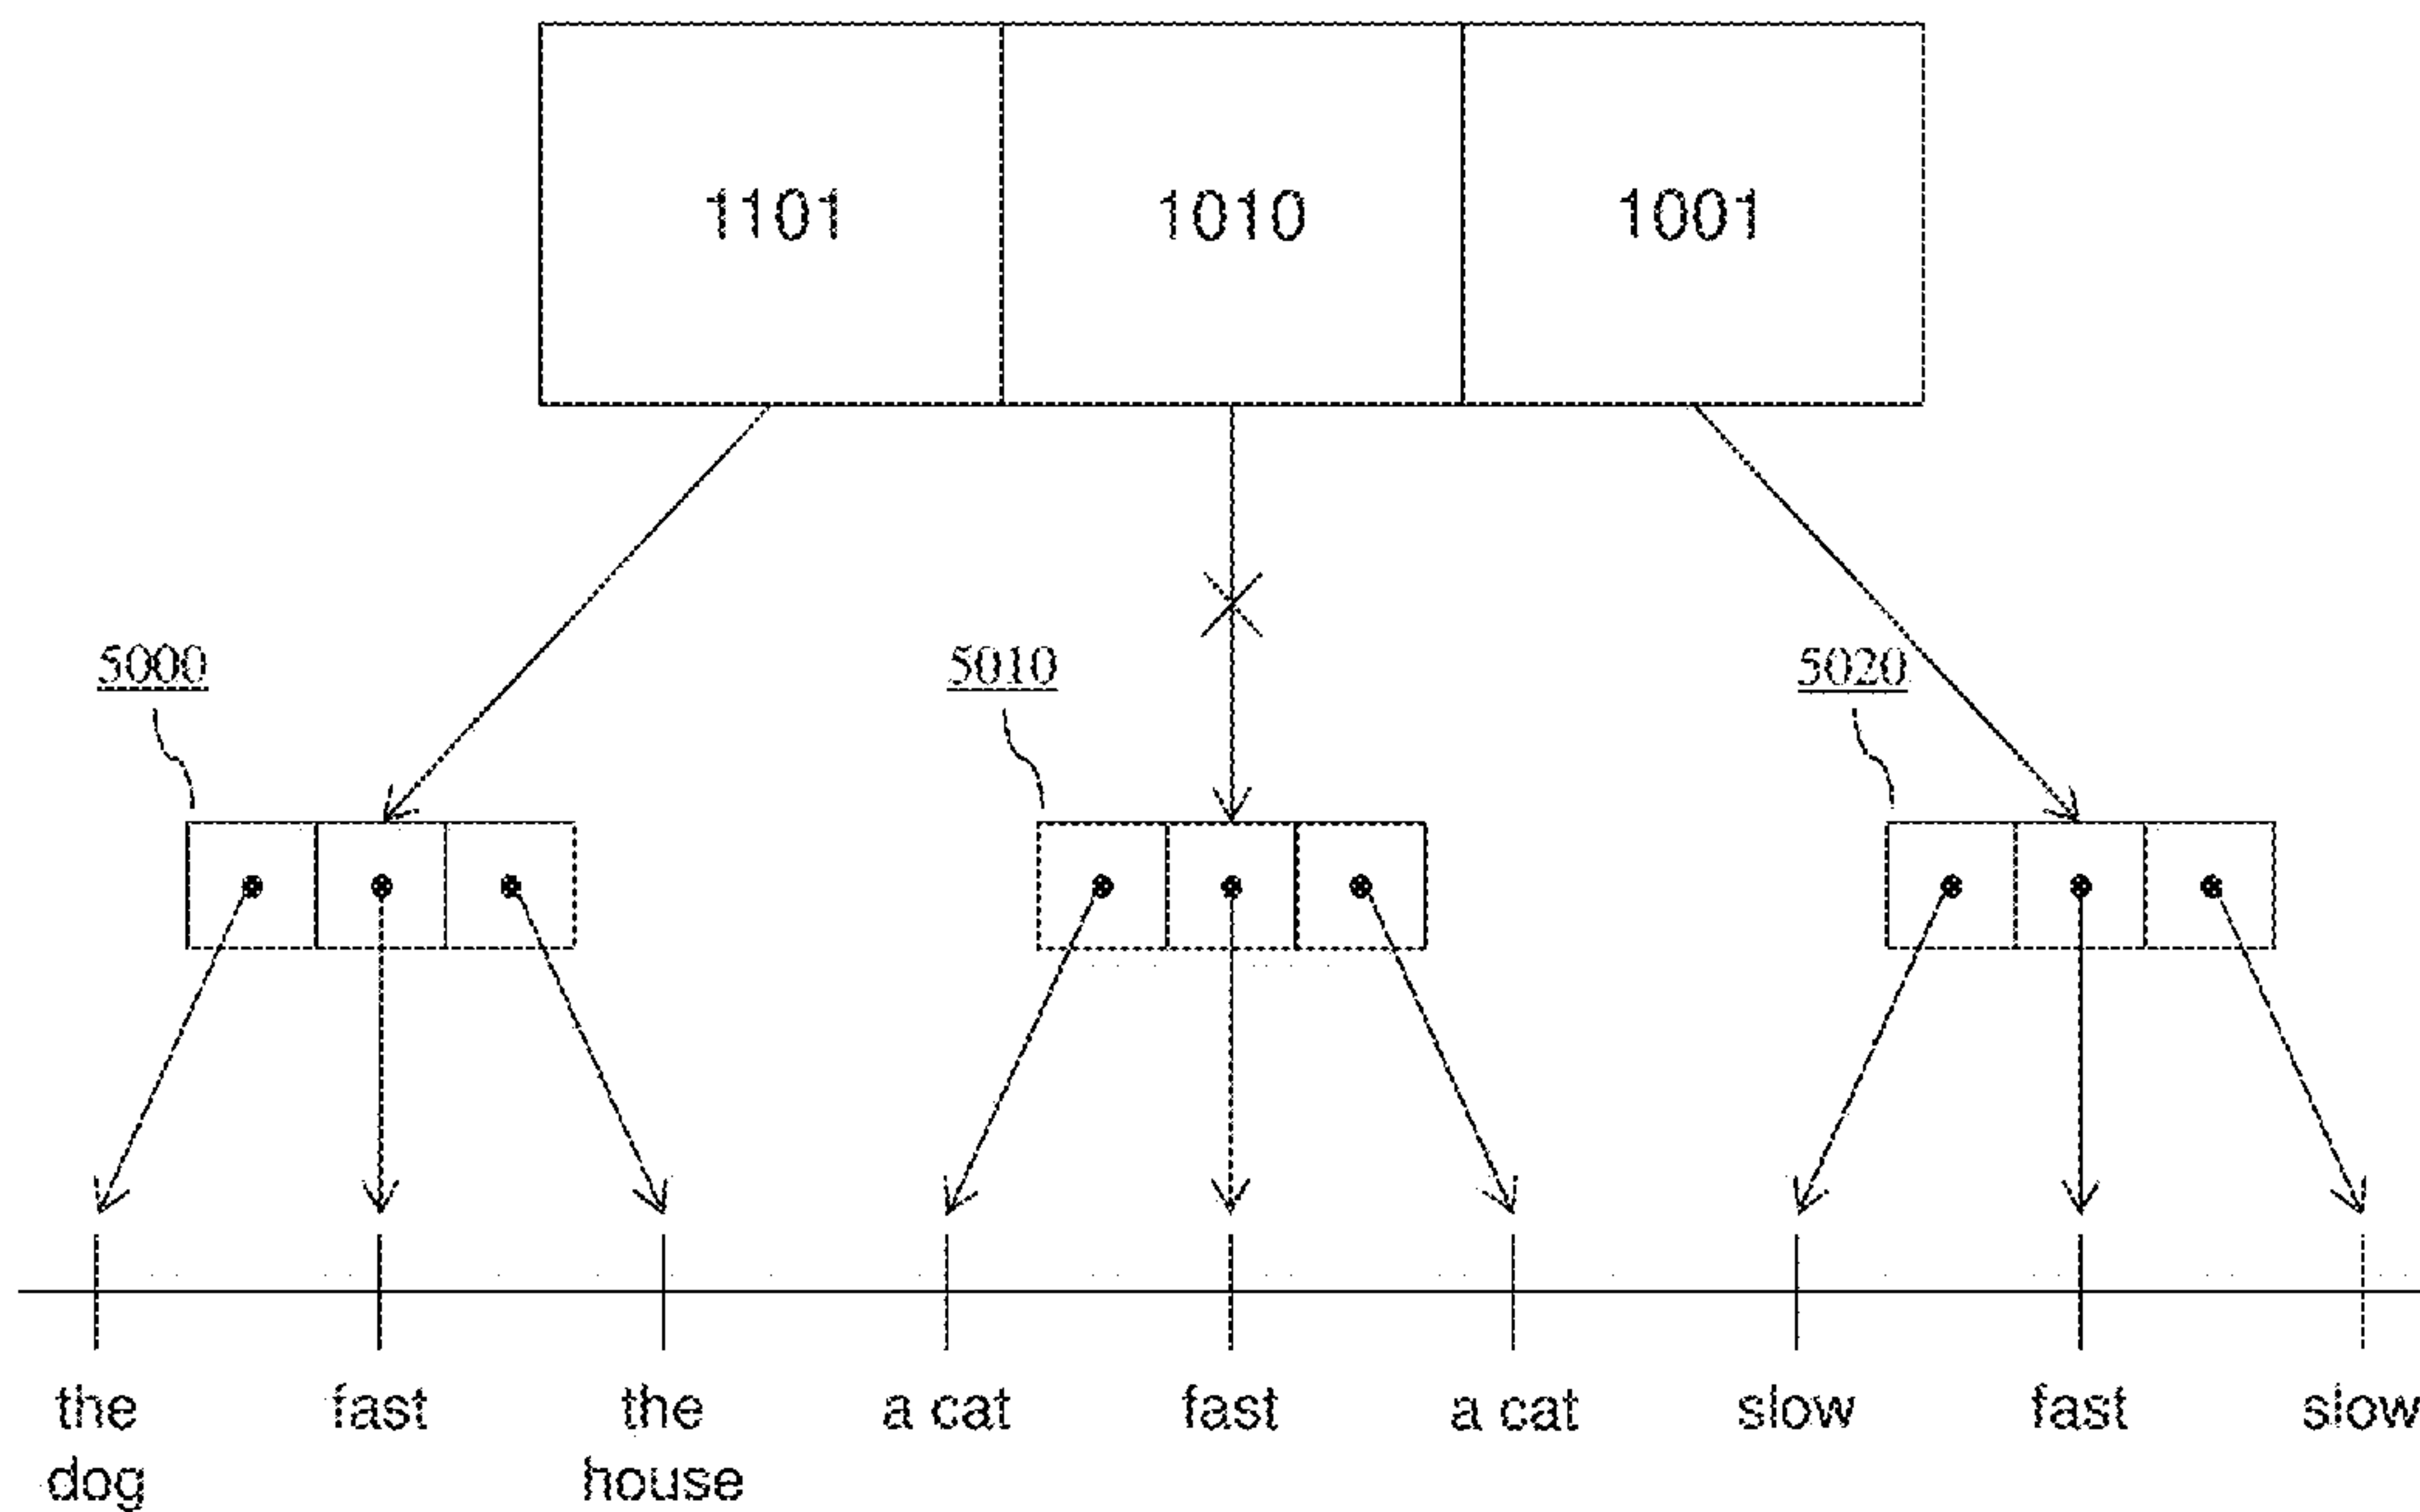 1101 1010 1001
5000 5010 5020
the fast the a cat fast a cat slow fast slow
dog house